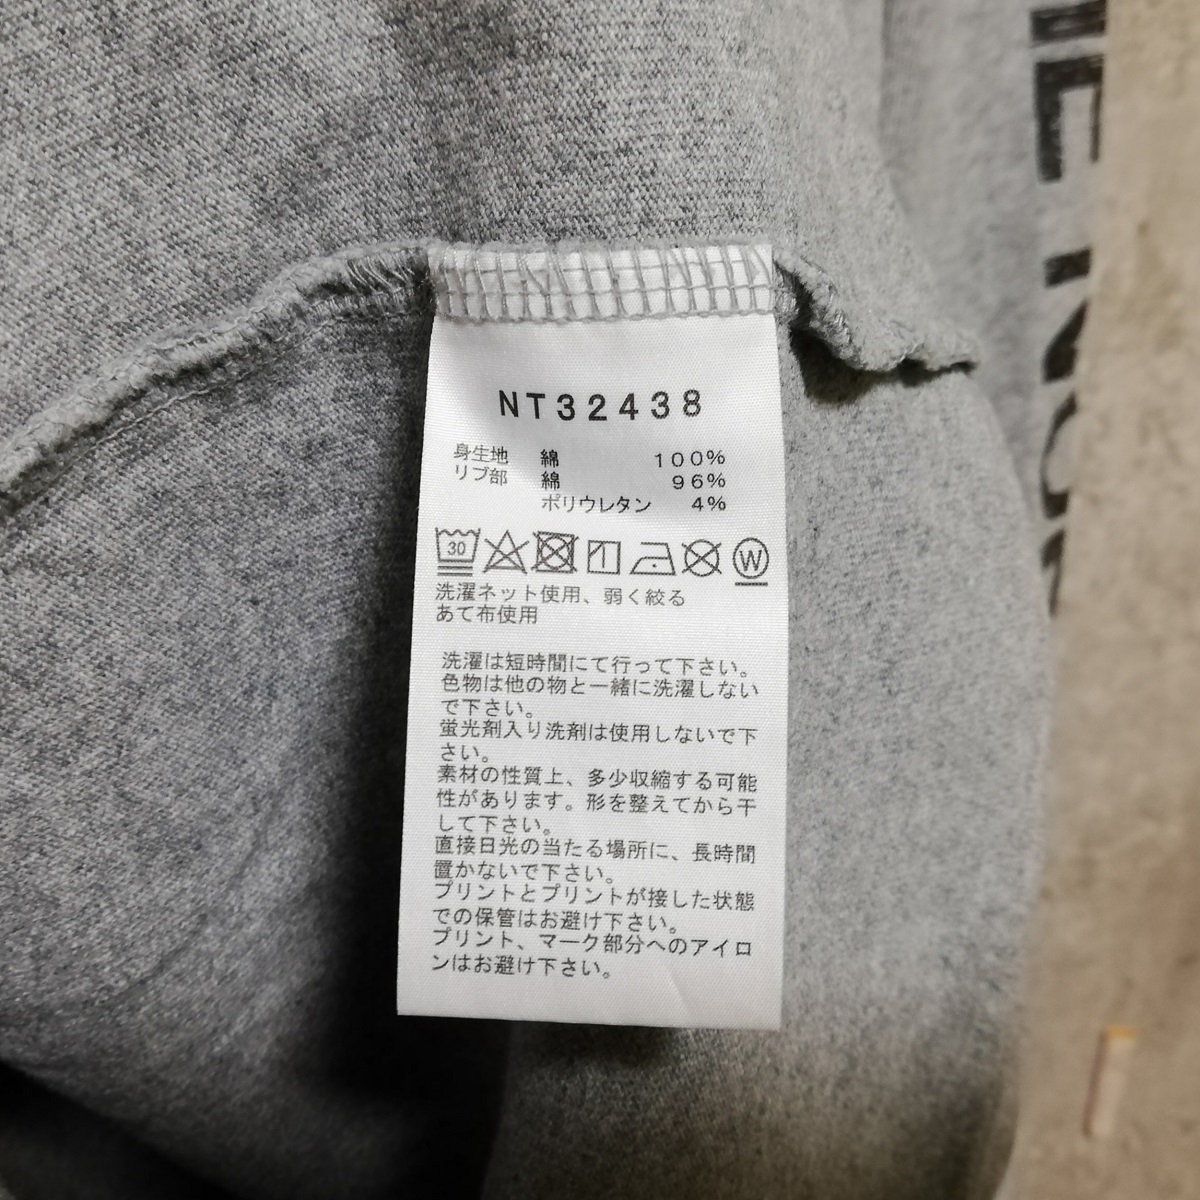 NT32438
身生地 綿 100%
リブ部 綿 96%
ポリウレタン 4%
30 W
洗濯ネット使用、弱く絞る
あて布使用
洗濯は短時間にて行って下さい。
色物は他の物と一緒に洗濯しない
で下さい。
蛍光剤入り洗剤は使用しないで下
さい。
素材の性質上、多少収縮する可能
性があります。形を整えてから干
して下さい。
直接日光の当たる場所に、長時間
置かないで下さい。
プリントとプリントが接した状態
での保管はお避け下さい。
プリント、マーク部分へのアイロ
ンはお避け下さい。